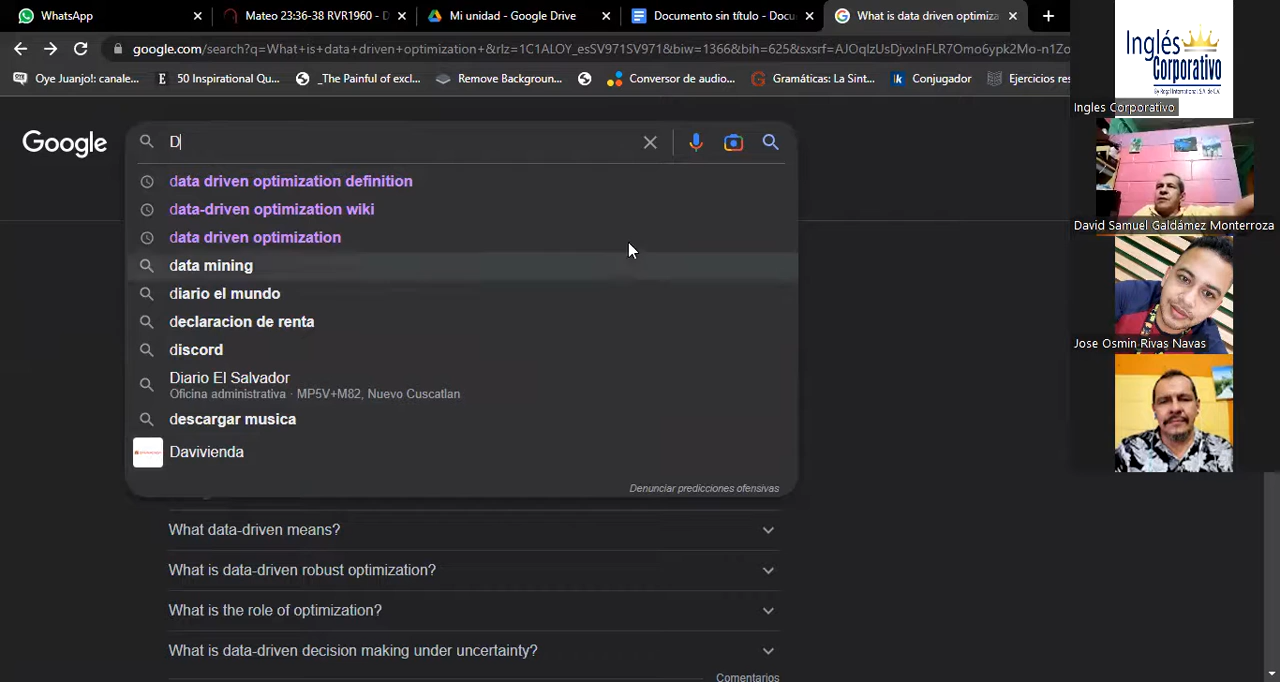 WhatsApp
Mateo 23:36-38 RVR1960 - D
Mi unidad - Google Drive
Documento sin título - Docu
What is data driven optimiza
google.com/search?q=What+is+data+driven+optimization+&rlz=1C1ALOY_esSV971SV971&biw=1366&bih=625&sxsrf=AJOqlzUsDjvxlnFLR7Omo6ypk2Mo-n1Zo
Oye Juanjo!: canale...
50 Inspirational Qu...
_The Painful of excl...
Remove Backgroun...
Conversor de audio...
Gramáticas: La Sint...
Conjugador
Ejercicios res
Inglés
Corporativo
Ingles Corporativo
Google
D
data driven optimization definition
data-driven optimization wiki
data driven optimization
data mining
diario el mundo
declaracion de renta
discord
Diario El Salvador
Oficina administrativa · MP5V+M82, Nuevo Cuscatlan
descargar musica
Davivienda
Denunciar predicciones ofensivas
What data-driven means?
What is data-driven robust optimization?
What is the role of optimization?
What is data-driven decision making under uncertainty?
Comentarios
David Samuel Galdámez Monterroza
Jose Osmin Rivas Navas